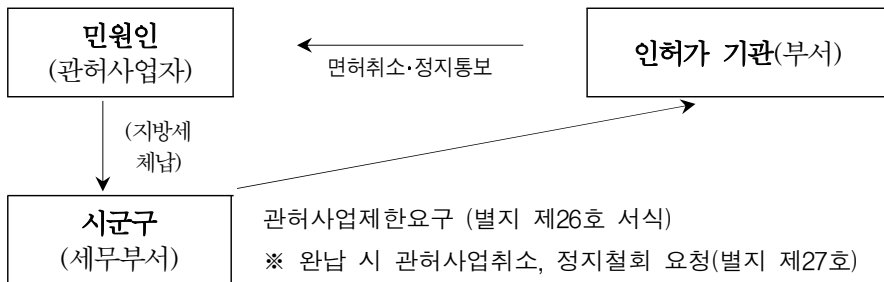 민원인
(관허사업자)
면허취소·정지통보
인허가 기관(부서)
(지방세
체납)
시군구
(세무부서)
관허사업제한요구 (별지 제26호 서식)
※ 완납 시 관허사업취소, 정지철회 요청(별지 제27호)